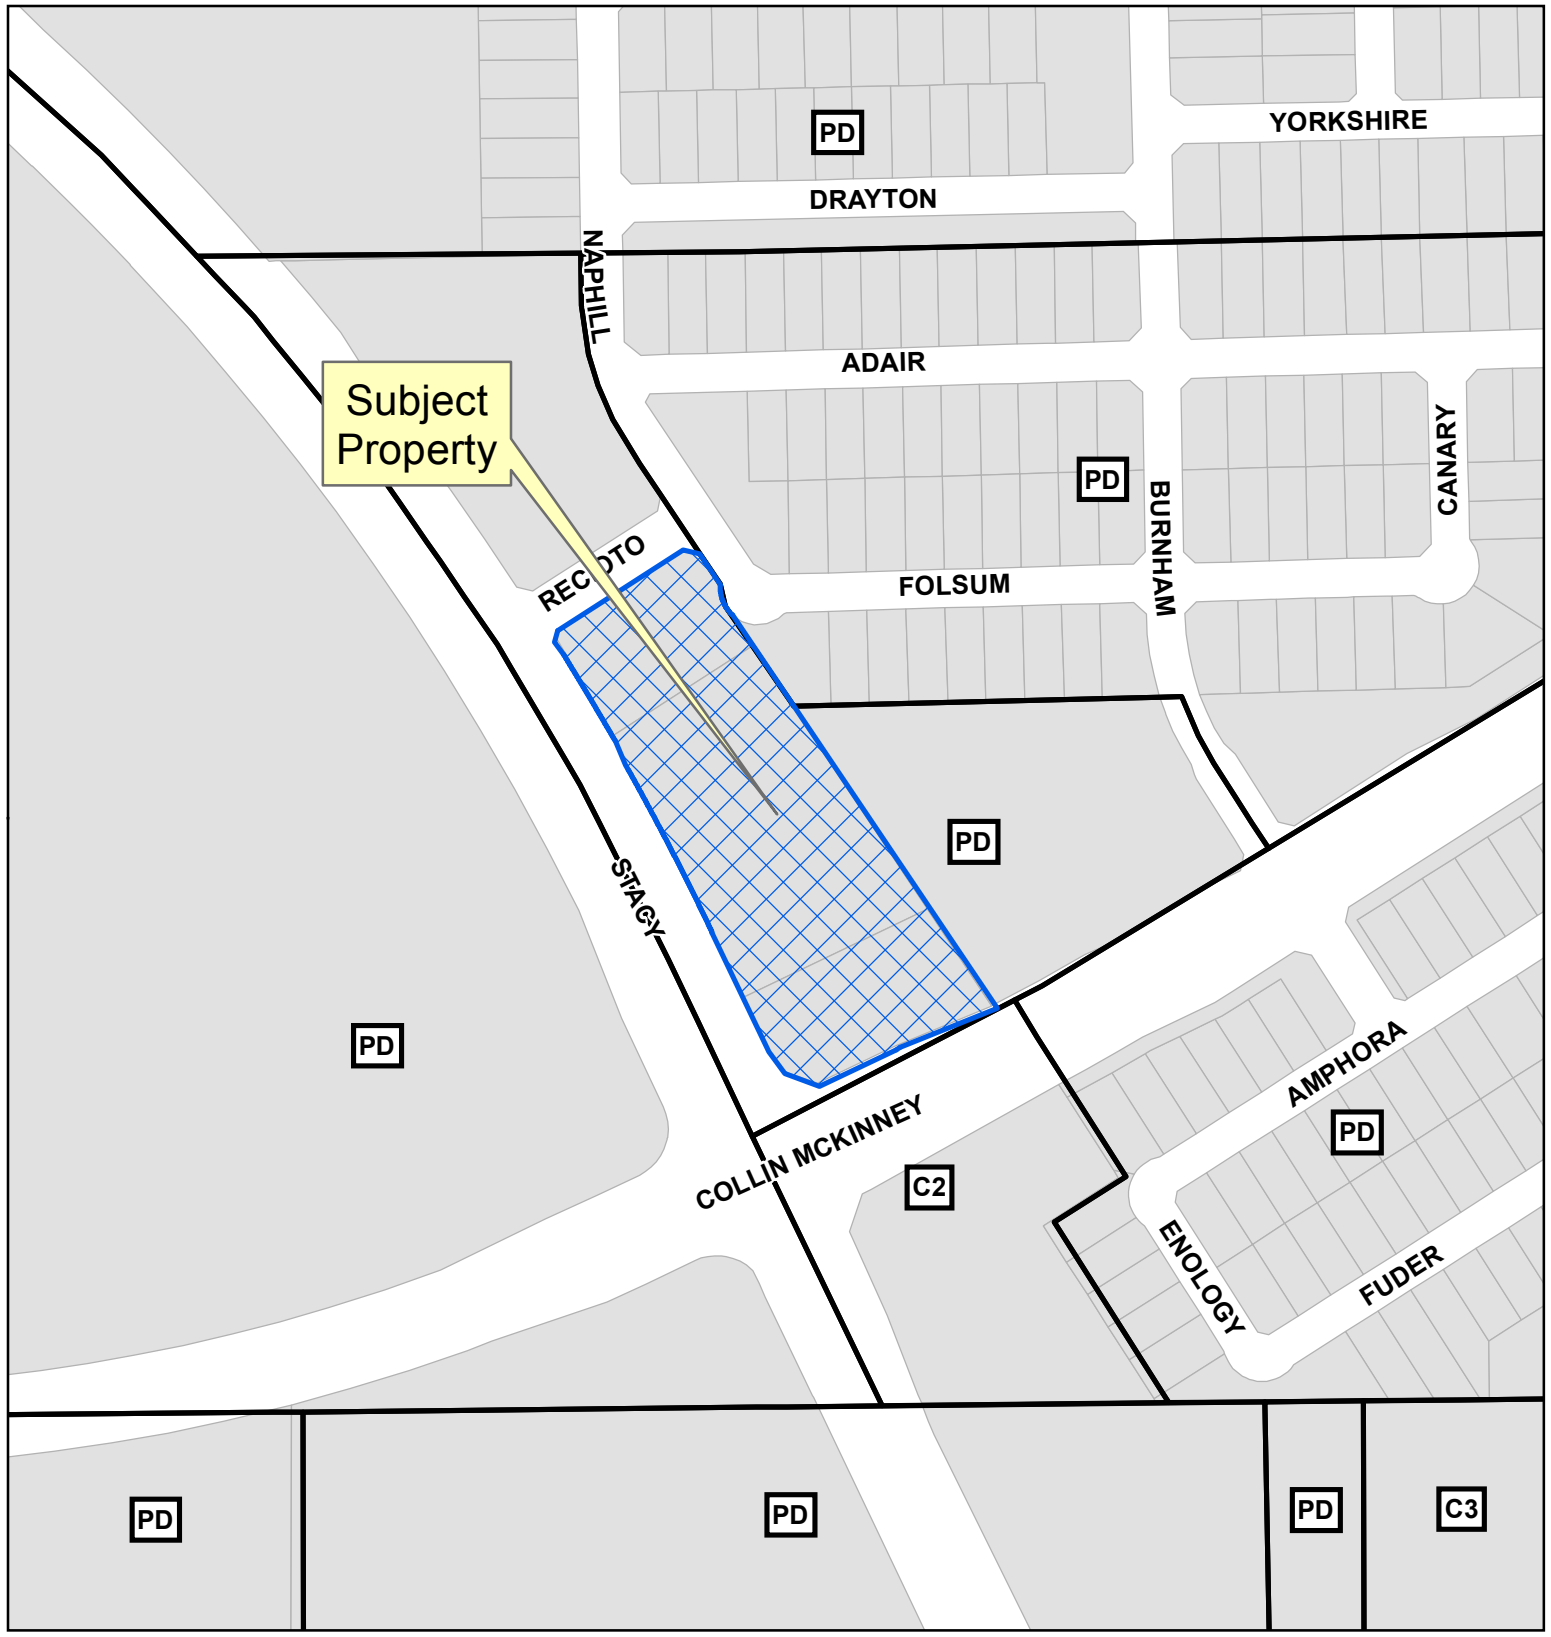 YORKSHIRE
PD
DRAYTON
NAPHILL
ADAIR
Subject
Property
CANARY
PD
BURNHAM
FOLSUM
PD
STACY
PD
AMPHORA
COLLIN MCKINNEY
PD
C2
ENOLOGY
FUDER
PD
PD
PD
C3